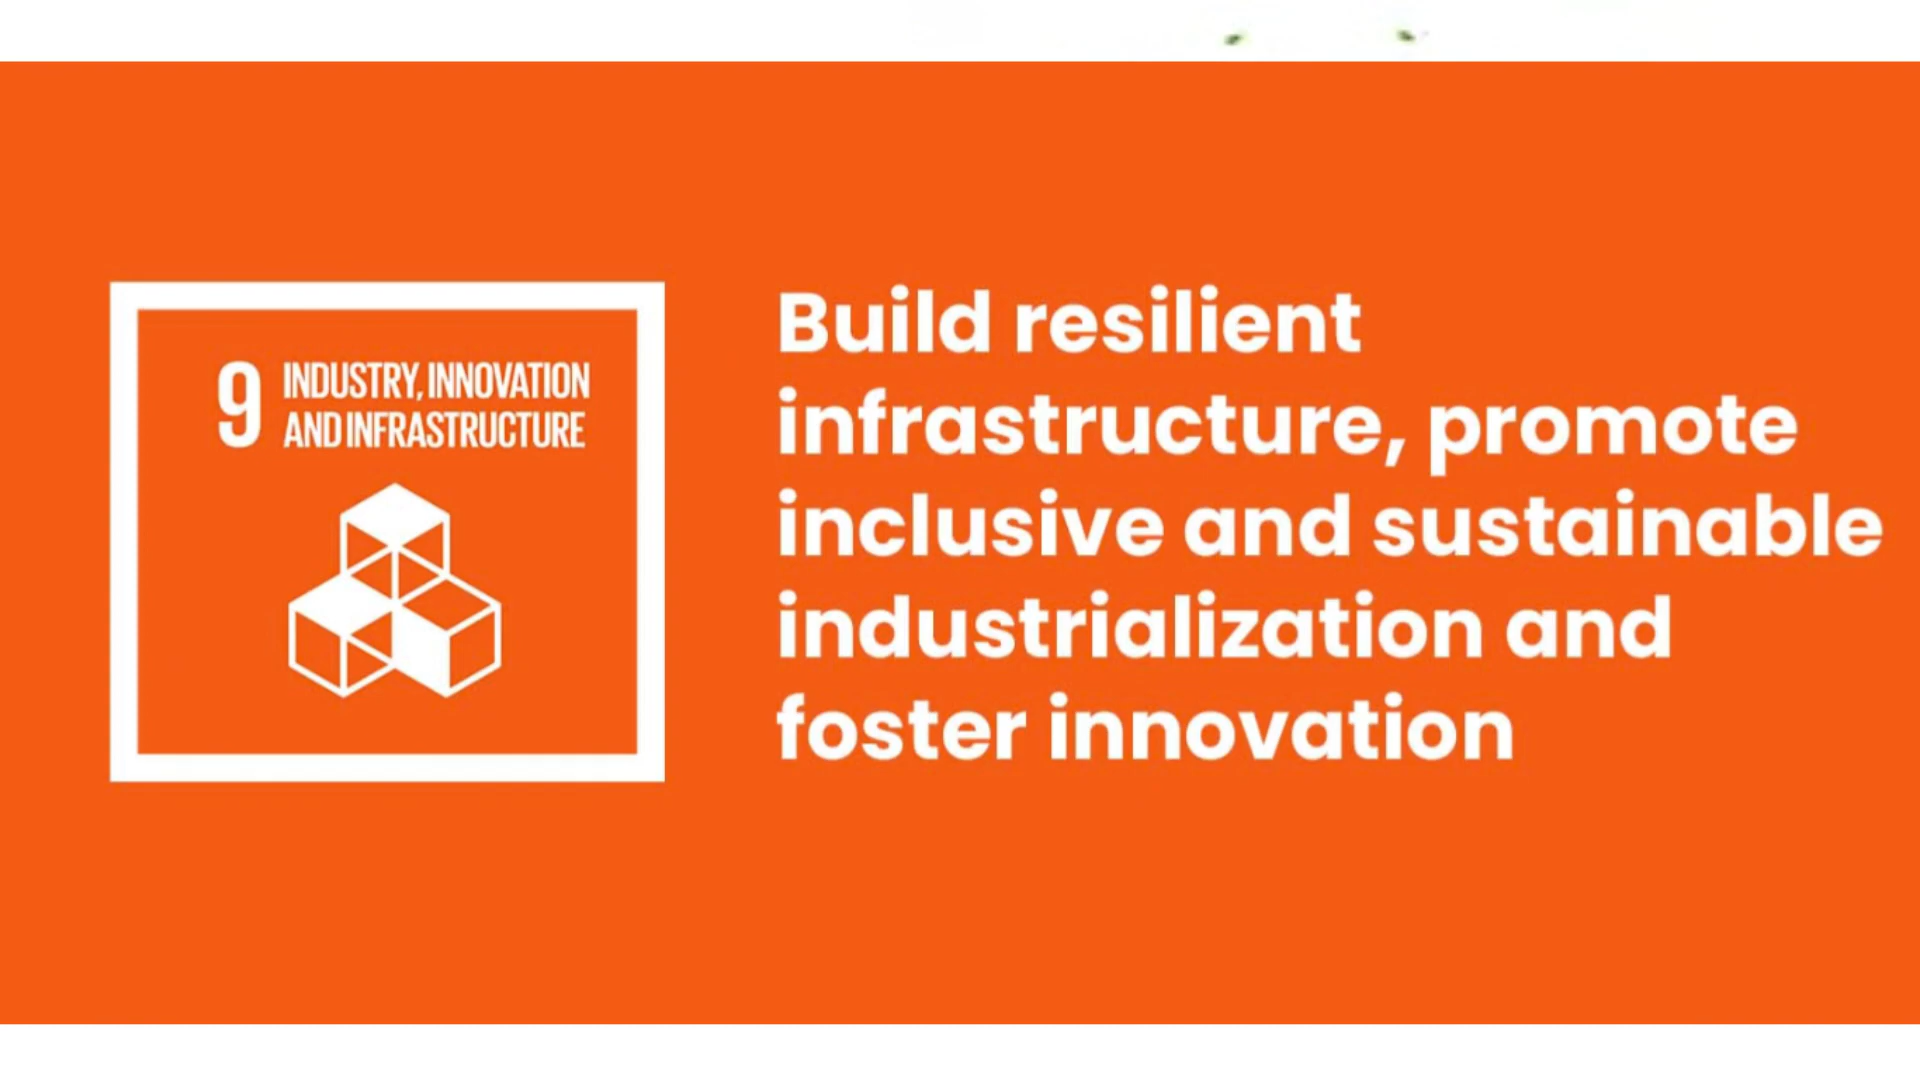 9
INDUSTRY, INNOVATION
AND INFRASTRUCTURE
Build resilient
infrastructure, promote
inclusive and sustainable
industrialization and
foster innovation